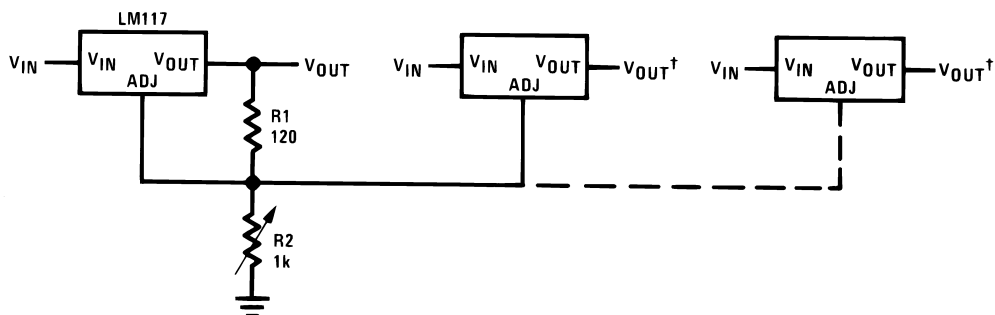 LM117
VIN VIN VOUT VOUT
ADJ
R1
120
R2
1k
VIN VIN VOUT VOUT†
ADJ
VIN VIN VOUT VOUT†
ADJ